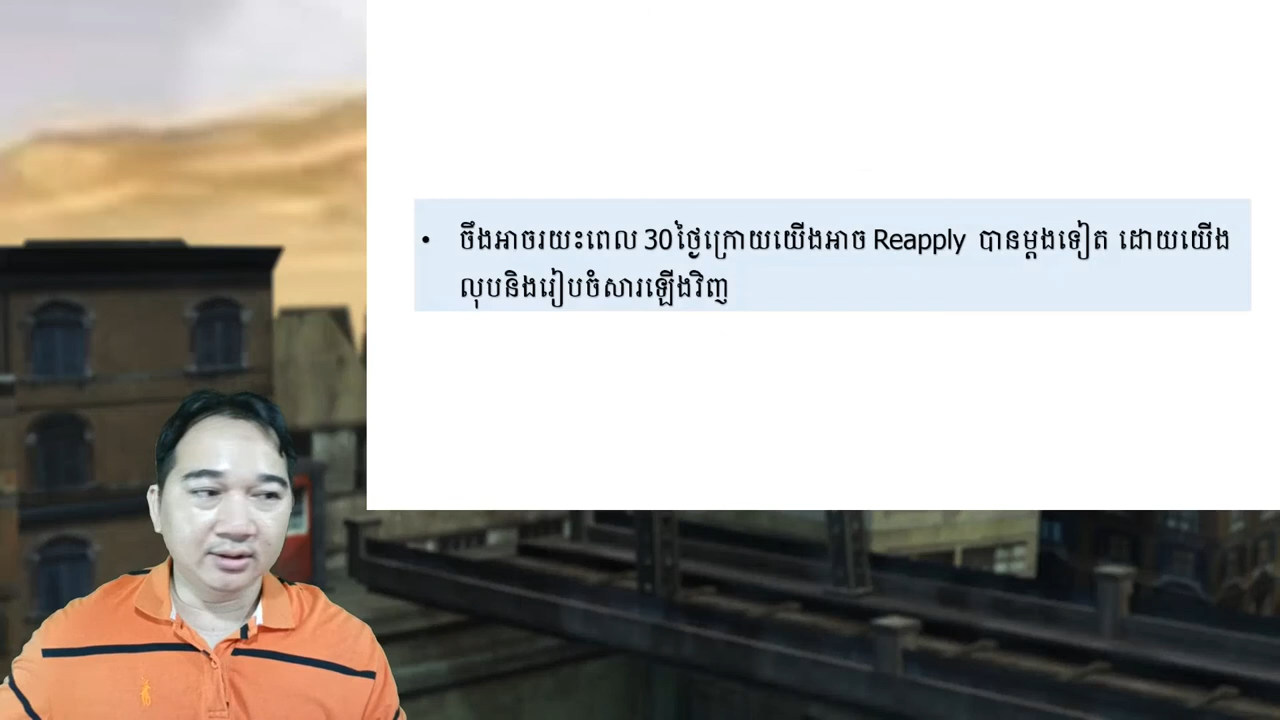 • ចឹងអាចរយះពេល 30 ថ្ងៃក្រោយយើងអាច Reapply បានម្តងទៀត ដោយយើង
លុបនិងរៀបចំសារឡើងវិញ